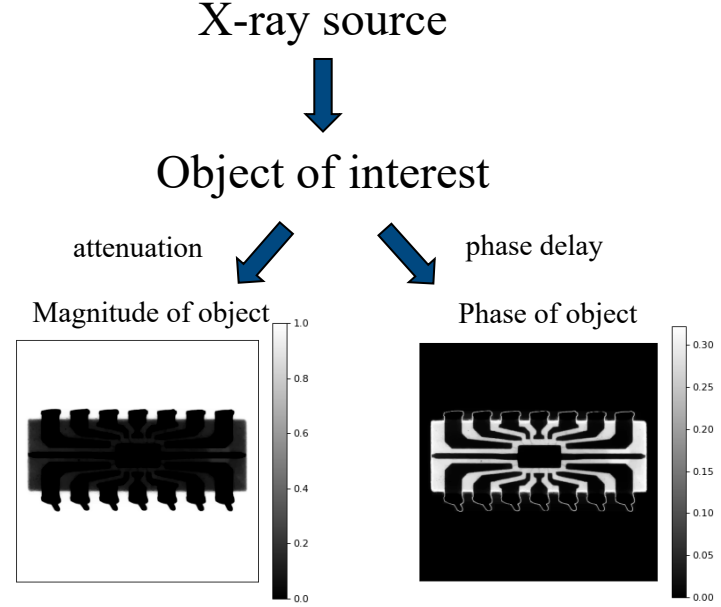 X-ray source
Object of interest
attenuation
phase delay
Magnitude of object
Phase of object
1.0
0.8
0.6
0.4
0.2
0.0
0.30
0.25
0.20
0.15
0.10
0.05
0.00